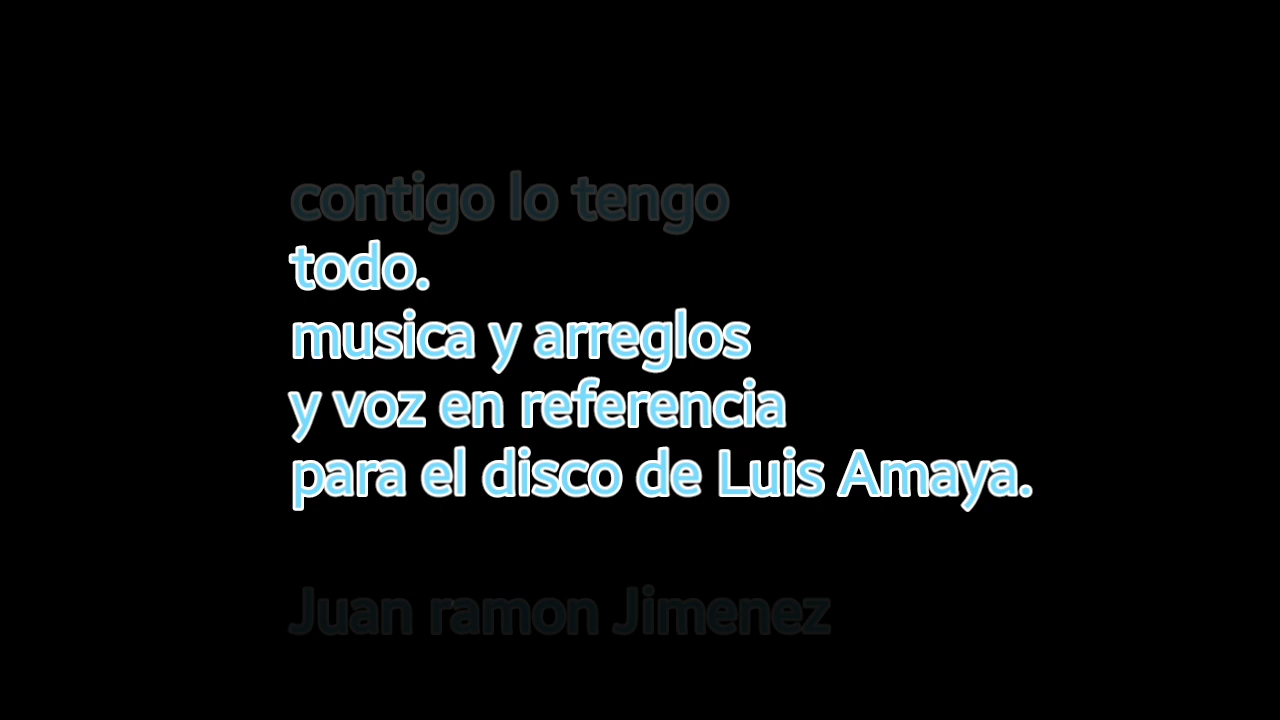 contigo lo tengo
todo.
musica y arreglos
y voz en referencia
para el disco de Luis Amaya.
Juan ramon Jimenez